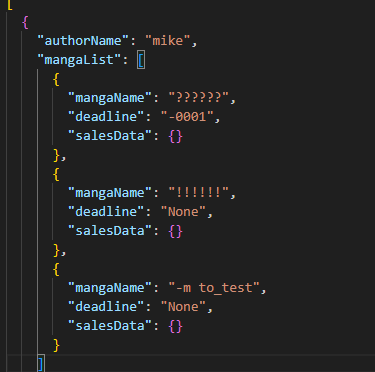 [
{
"authorName": "mike",
"mangaList": [
{
"mangaName": "??????",
"deadline": "-0001",
"salesData": {}
},
{
"mangaName": "!!!!!!",
"deadline": "None",
"salesData": {}
},
{
"mangaName": "-m to_test",
"deadline": "None",
"salesData": {}
}
]